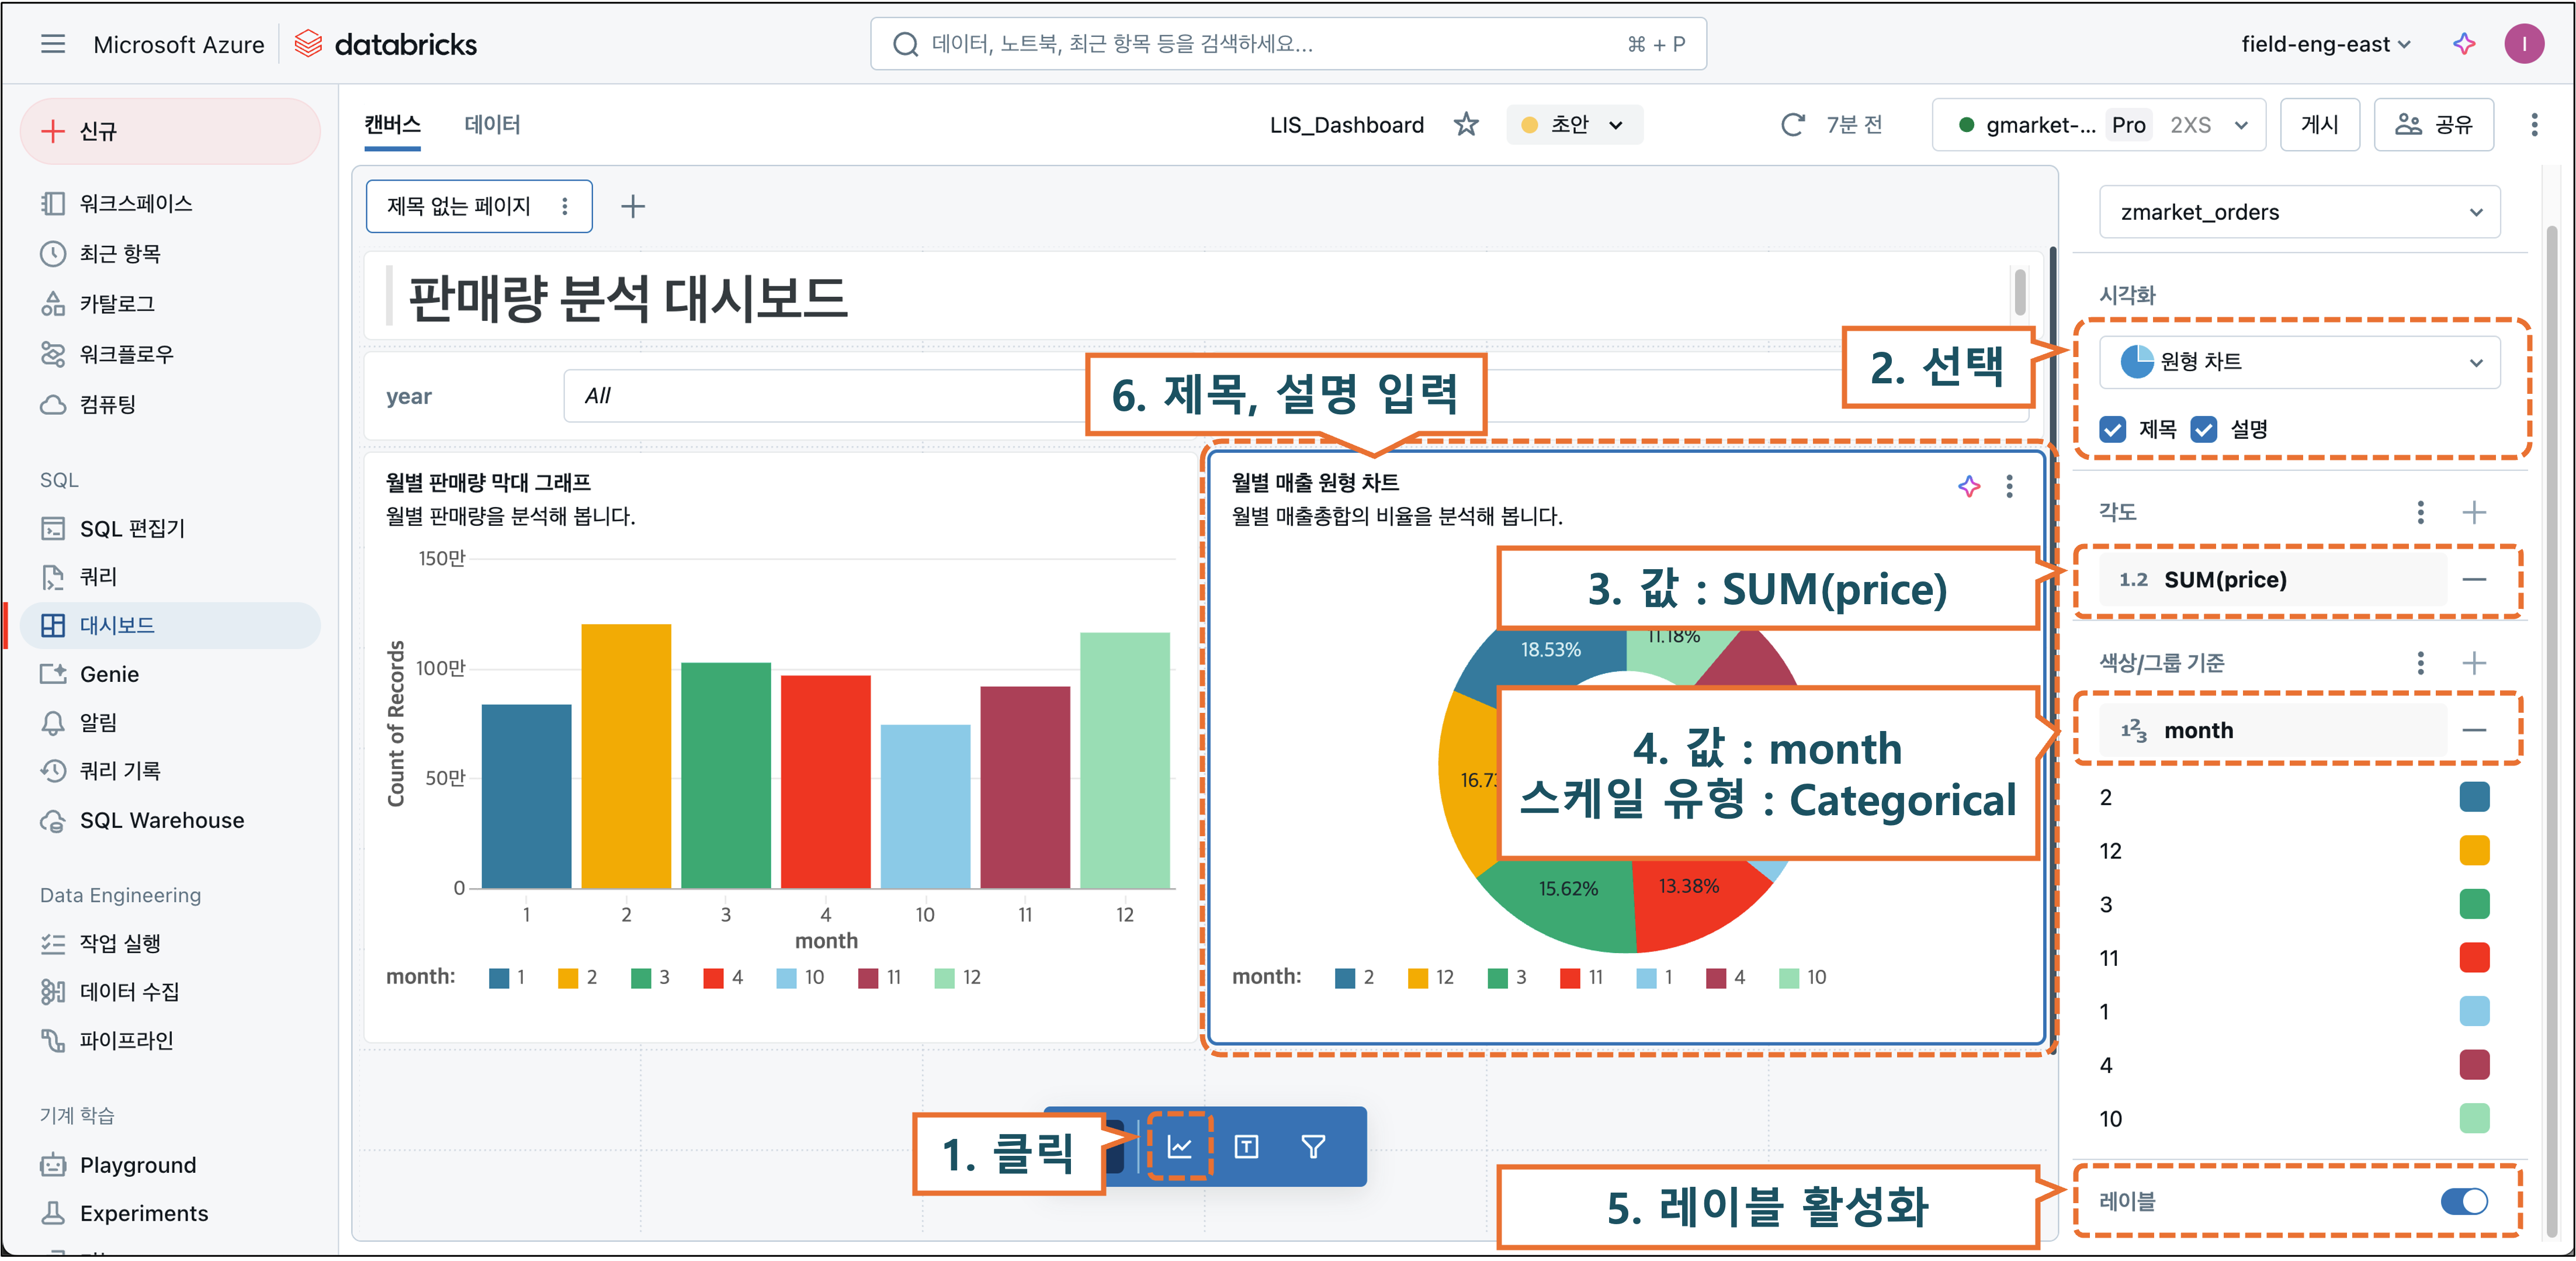 Microsoft Azure
databricks
데이터, 노트북, 최근 항목 등을 검색하세요...
⌘ + P
field-eng-east
I
신규
워크스페이스
최근 항목
카탈로그
워크플로우
컴퓨팅
SQL
SQL 편집기
쿼리
대시보드
Genie
알림
쿼리 기록
SQL Warehouse
Data Engineering
작업 실행
데이터 수집
파이프라인
기계 학습
Playground
Experiments
캔버스
데이터
LIS_Dashboard
초안
7분 전
gmarket-... Pro 2XS
게시
공유
제목 없는 페이지
판매량 분석 대시보드
year
All
6. 제목, 설명 입력
2. 선택
월별 판매량 막대 그래프
월별 판매량을 분석해 봅니다.
150만
100만
50만
0
Count of Records
1 2 3 4 10 11 12
month
month: 1 2 3 4 10 11 12
월별 매출 원형 차트
월별 매출총합의 비율을 분석해 봅니다.
3. 값 : SUM(price)
18.53%
11.18%
16.73
4. 값 : month
스케일 유형 : Categorical
15.62%
13.38%
month: 2 12 3 11 1 4 10
1. 클릭
5. 레이블 활성화
zmarket_orders
시각화
원형 차트
제목
설명
각도
1.2 SUM(price)
색상/그룹 기준
123 month
2
12
3
11
1
4
10
레이블